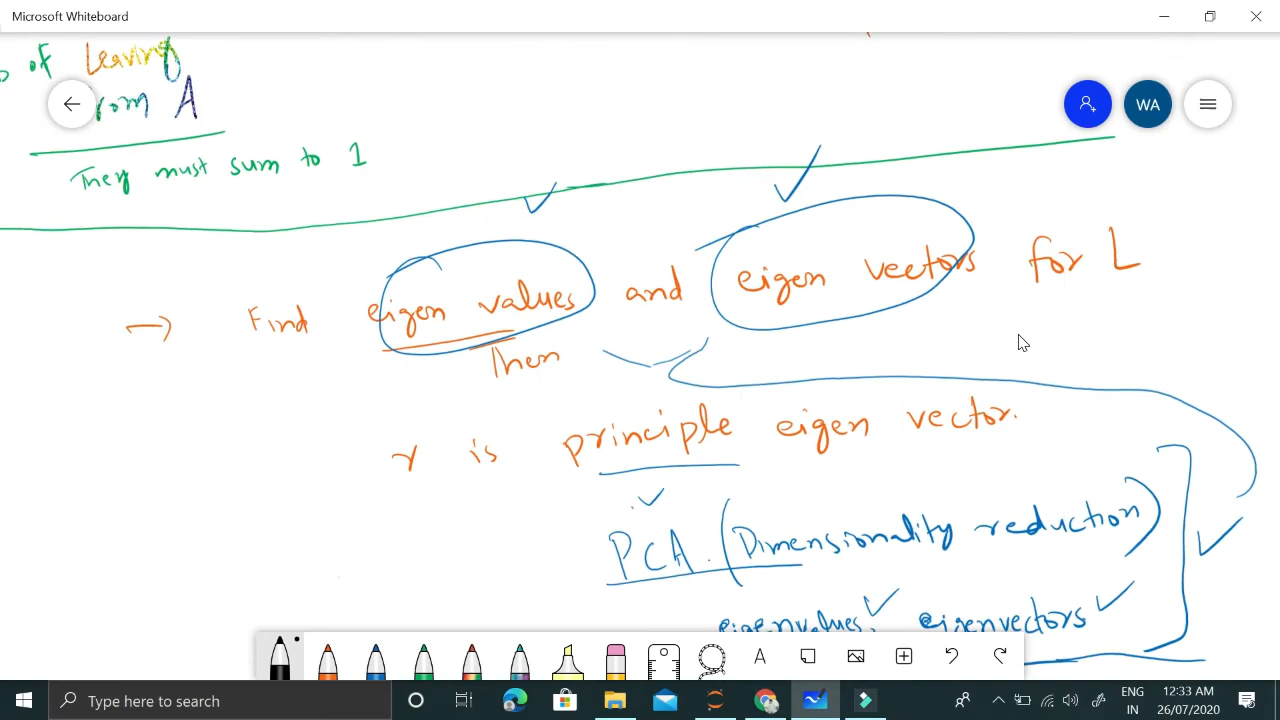 Microsoft Whiteboard
of Leaving
from A
They must sum to 1
WA
→ Find eigen values and eigen vectors for L
Then
r is principle eigen vector.
PCA. (Dimensionality reduction)
eigenvalues, eigenvectors
A
Type here to search
ENG
IN
12:33 AM
26/07/2020